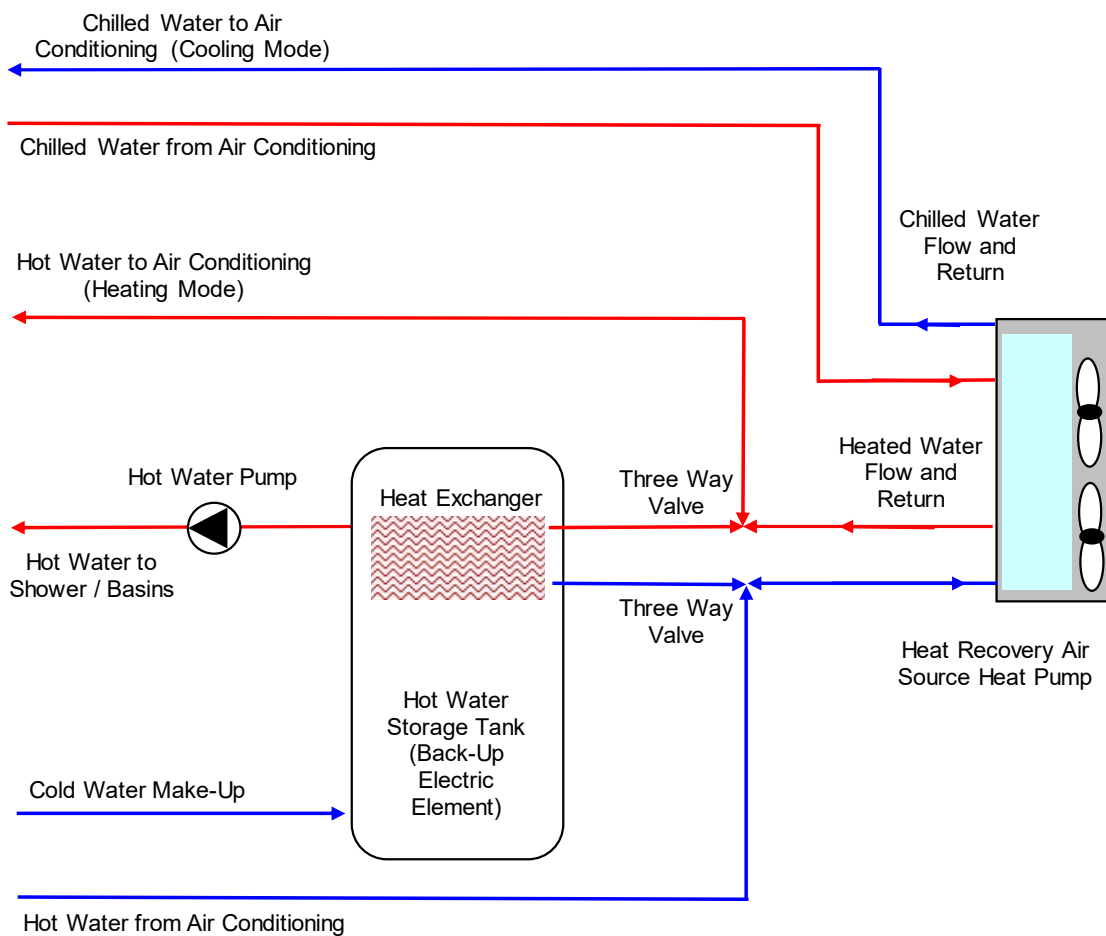 Chilled Water to Air
Conditioning (Cooling Mode)
Chilled Water from Air Conditioning
Chilled Water
Flow and
Return
Hot Water to Air Conditioning
(Heating Mode)
Hot Water Pump
Heat Exchanger
Three Way
Valve
Heated Water
Flow and
Return
Hot Water to
Shower / Basins
Three Way
Valve
Heat Recovery Air
Source Heat Pump
Hot Water
Storage Tank
(Back-Up
Electric
Element)
Cold Water Make-Up
Hot Water from Air Conditioning